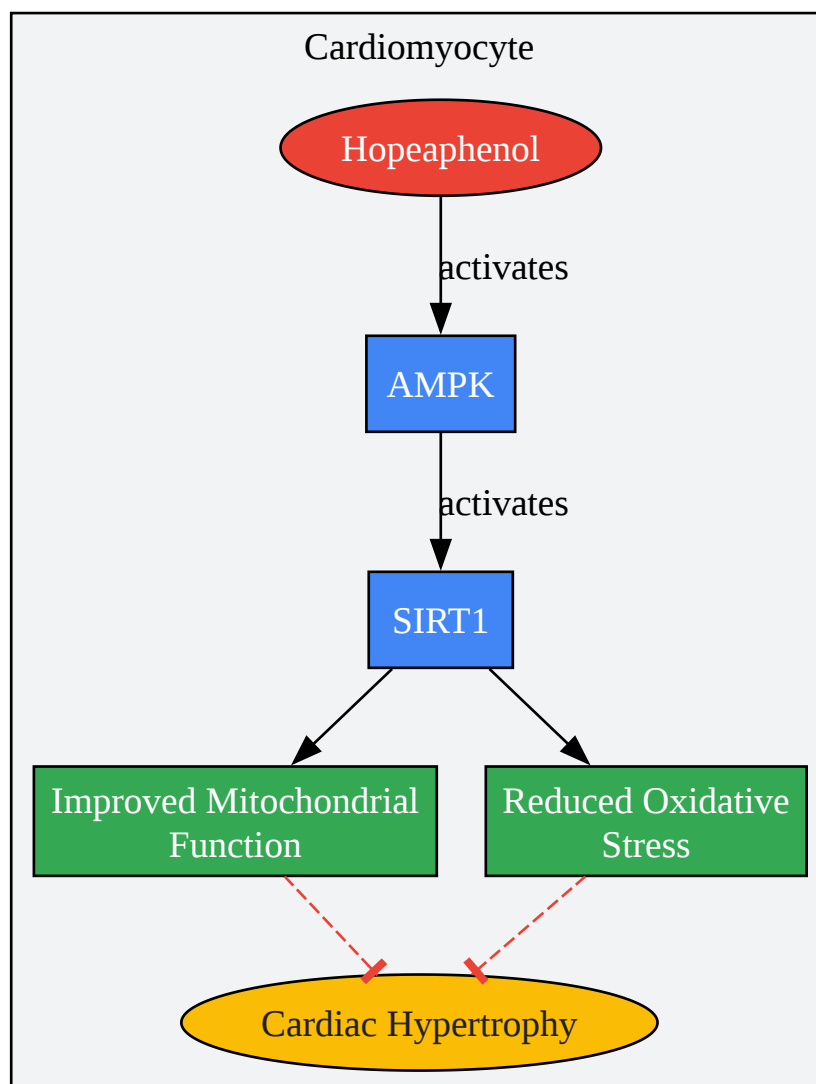 Cardiomyocyte
Hopeaphenol
activates
AMPK
activates
SIRT1
Improved Mitochondrial
Function
Reduced Oxidative
Stress
Cardiac Hypertrophy